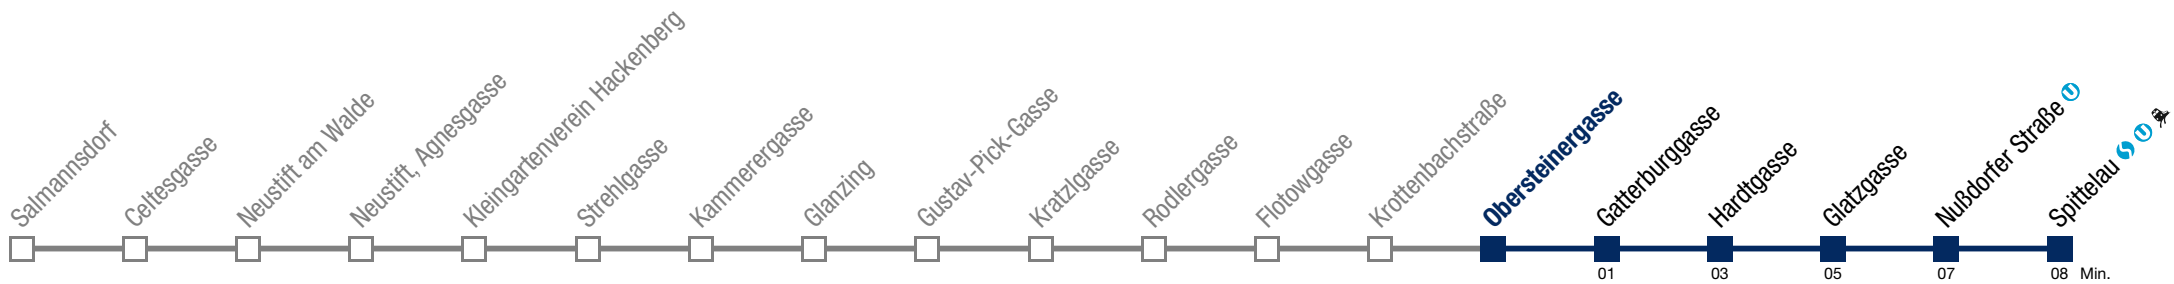 Salmannsdorf
Celtesgasse
Neustift am Walde
Neustift, Agnesgasse
Kleingartenverein Hackenberg
Strehlgasse
Kammerergasse
Glanzing
Gustav-Pick-Gasse
Kratzlgasse
Rodlergasse
Flotowgasse
Krottenbachstraße
Obersteinergasse
Gatterburggasse
Hardtgasse
Glatzgasse
Nußdorfer Straße U
Spittelau S U
01 03 05 07 08 Min.